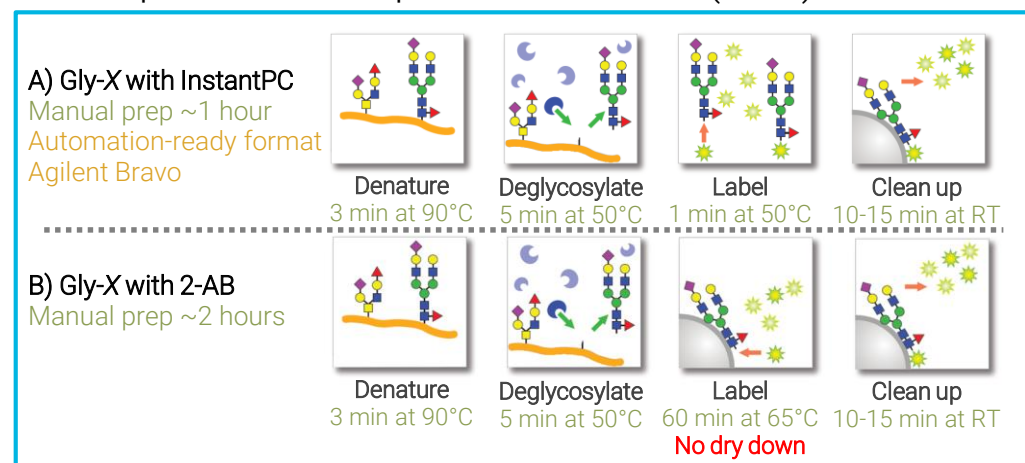 A) Gly-X with InstantPC
Manual prep ~1 hour
Automation-ready format
Agilent Bravo
Denature
3 min at 90°C
Deglycosylate
5 min at 50°C
Label
1 min at 50°C
Clean up
10-15 min at RT
B) Gly-X with 2-AB
Manual prep ~2 hours
Denature
3 min at 90°C
Deglycosylate
5 min at 50°C
Label
60 min at 65°C
No dry down
Clean up
10-15 min at RT